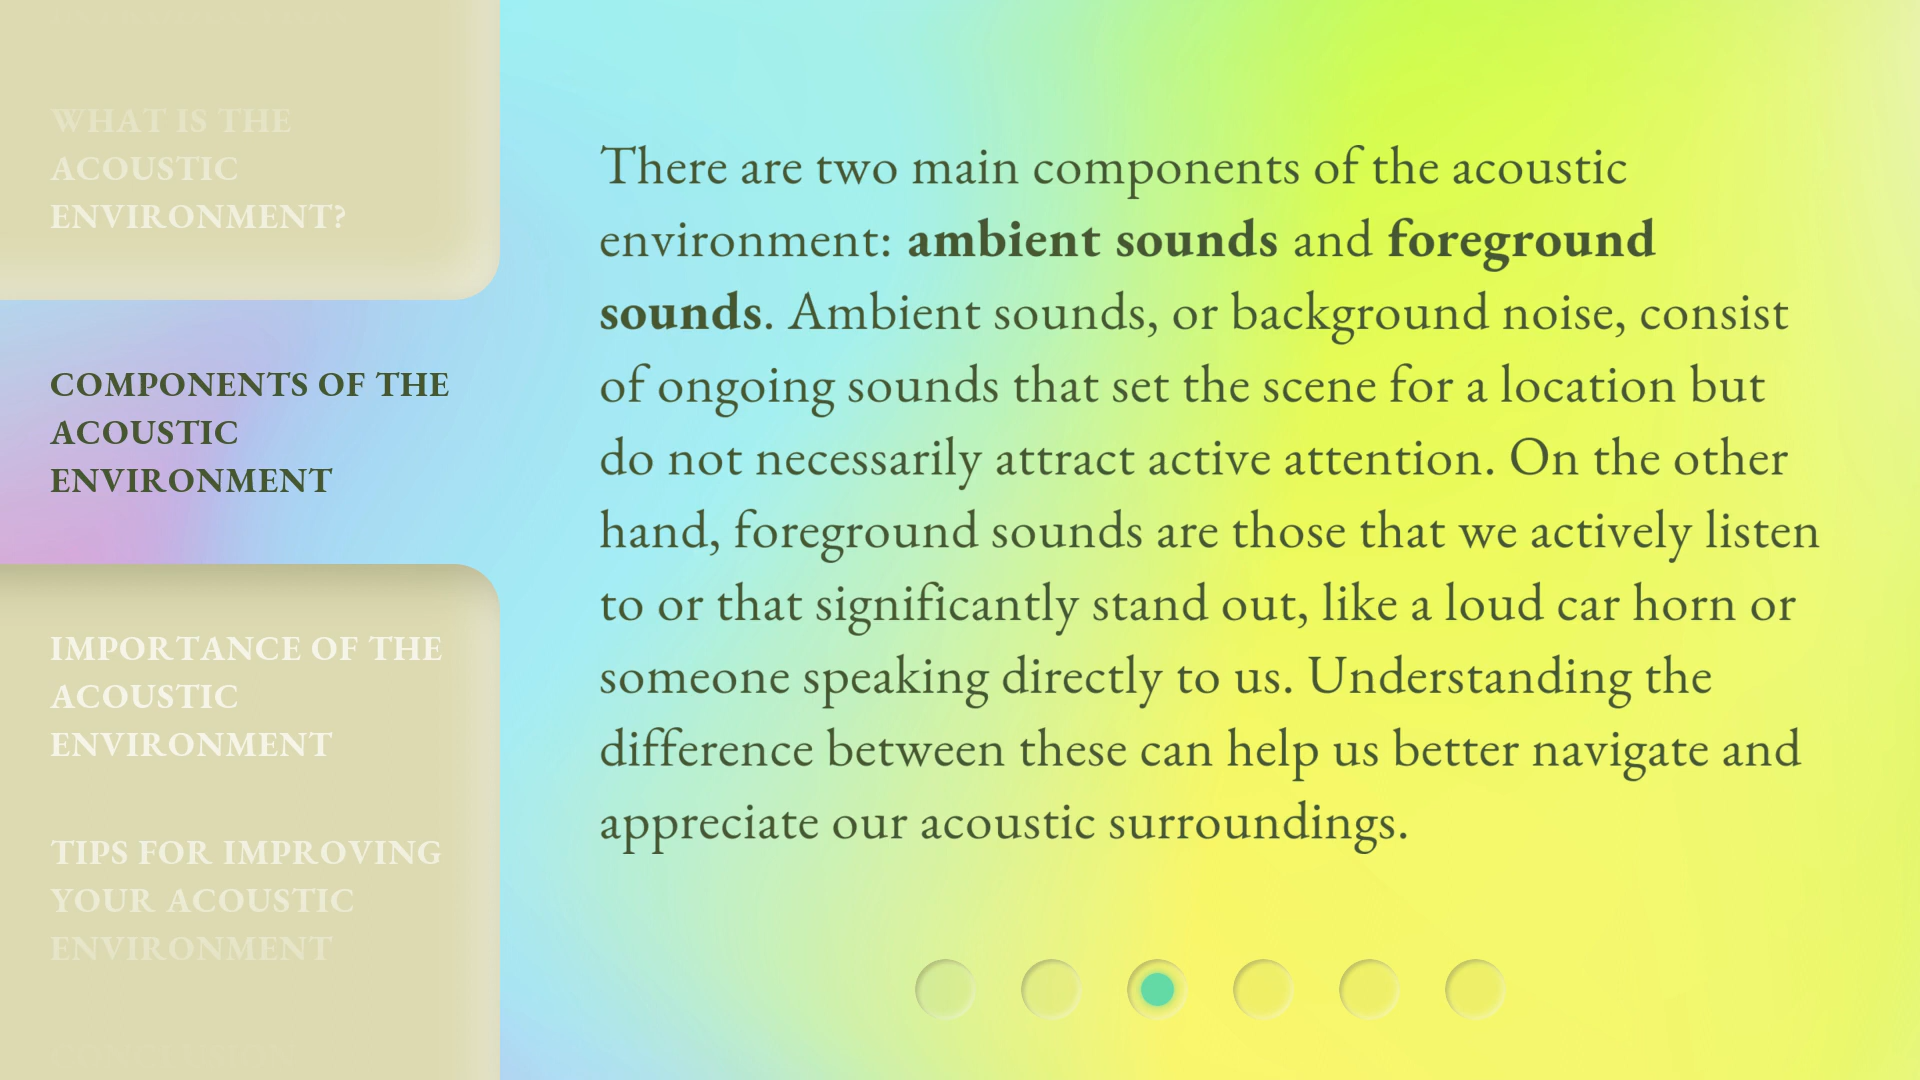 WHAT IS THE
ACOUSTIC
ENVIRONMENT?
COMPONENTS OF THE
ACOUSTIC
ENVIRONMENT
IMPORTANCE OF THE
ACOUSTIC
ENVIRONMENT
TIPS FOR IMPROVING
YOUR ACOUSTIC
ENVIRONMENT
CONCLUSION
There are two main components of the acoustic
environment: ambient sounds and foreground
sounds. Ambient sounds, or background noise, consist
of ongoing sounds that set the scene for a location but
do not necessarily attract active attention. On the other
hand, foreground sounds are those that we actively listen
to or that significantly stand out, like a loud car horn or
someone speaking directly to us. Understanding the
difference between these can help us better navigate and
appreciate our acoustic surroundings.